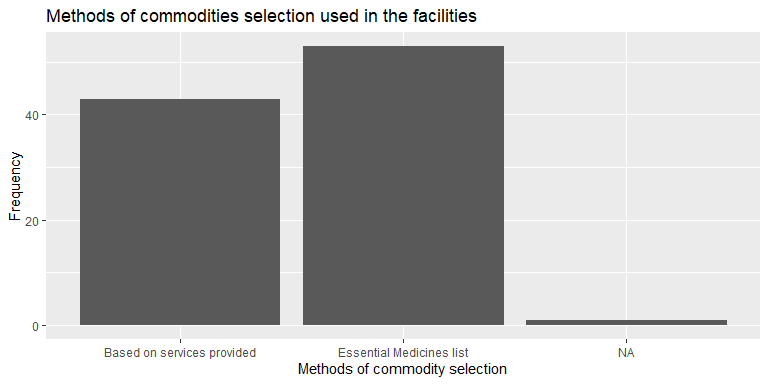 Methods of commodities selection used in the facilities
Frequency
40
20
0
Based on services provided
Essential Medicines list
NA
Methods of commodity selection